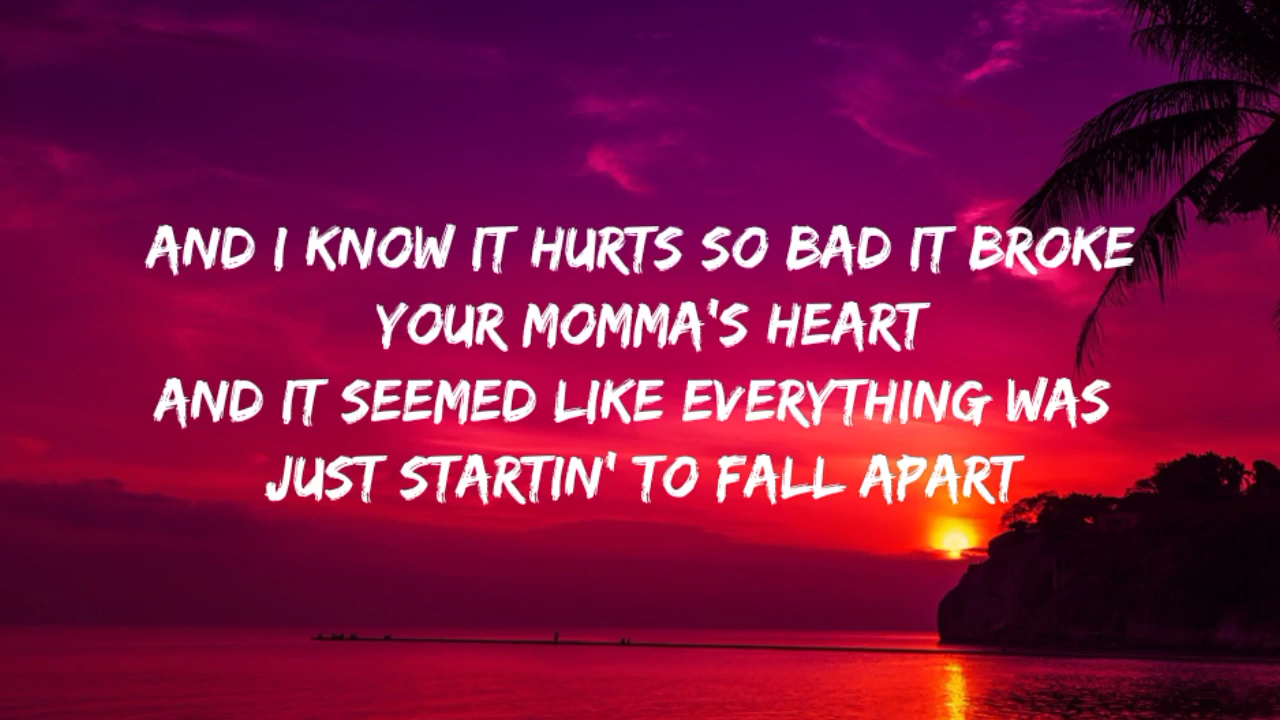 AND I KNOW IT HURTS SO BAD IT BROKE
YOUR MOMMA'S HEART
AND IT SEEMED LIKE EVERYTHING WAS
JUST STARTIN' TO FALL APART